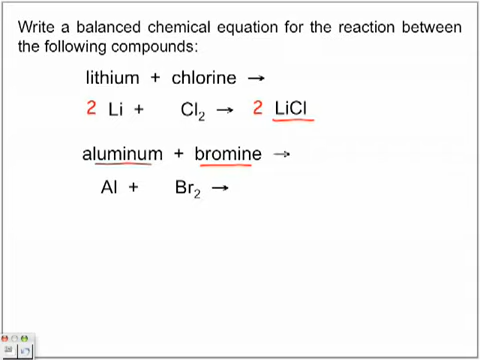 Write a balanced chemical equation for the reaction between
the following compounds:
lithium + chlorine →
2 Li + Cl₂ → 2 LiCl
aluminum + bromine →
Al + Br₂ →